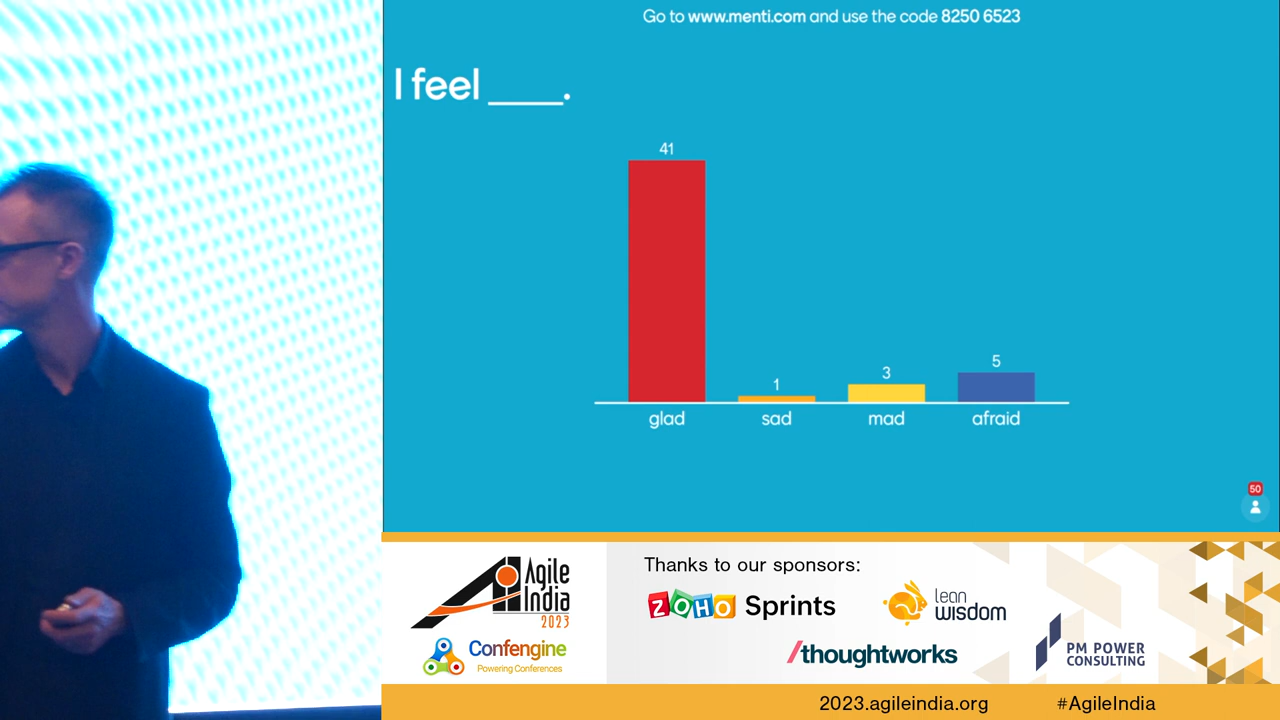 Go to www.menti.com and use the code 8250 6523
I feel ____.
41
1
3
5
glad
sad
mad
afraid
50
Agile
India
2023
Confengine
Powering Conferences
Thanks to our sponsors:
ZOHO Sprints
lean
wisdom
/thoughtworks
PM POWER
CONSULTING
2023.agileindia.org
#AgileIndia